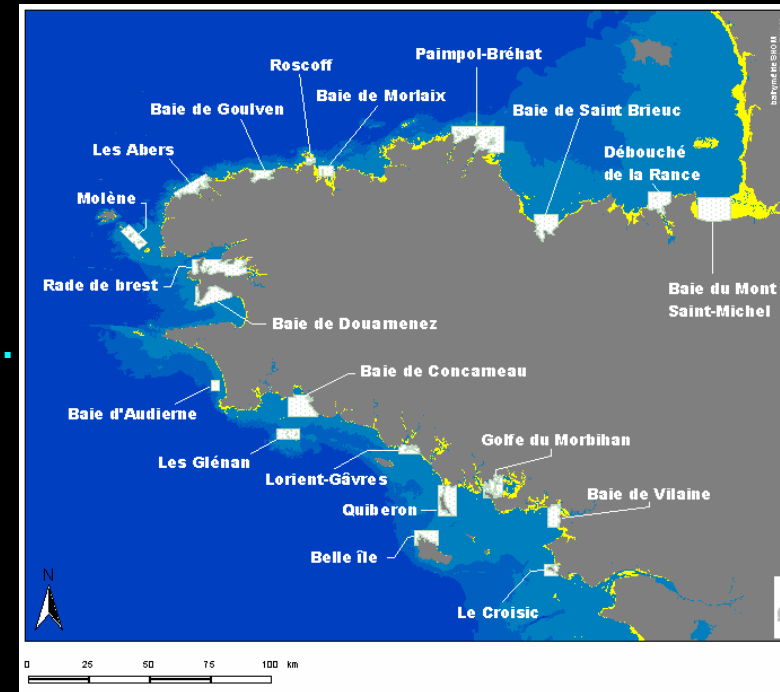 Paimpol-Bréhat
Roscoff
Baie de Morlaix
Baie de Goulven
Baie de Saint Brieuc
Les Abers
Débouché
de la Rance
Molène
Rade de brest
Baie du Mont
Saint-Michel
Baie de Douarnenez
Baie de Concarneau
Baie d'Audierne
Golfe du Morbihan
Les Glénan
Lorient-Gâvres
Baie de Vilaine
Quiberon
Belle île
Le Croisic
N
0 25 50 75 100 km
bathymétrie SHOM